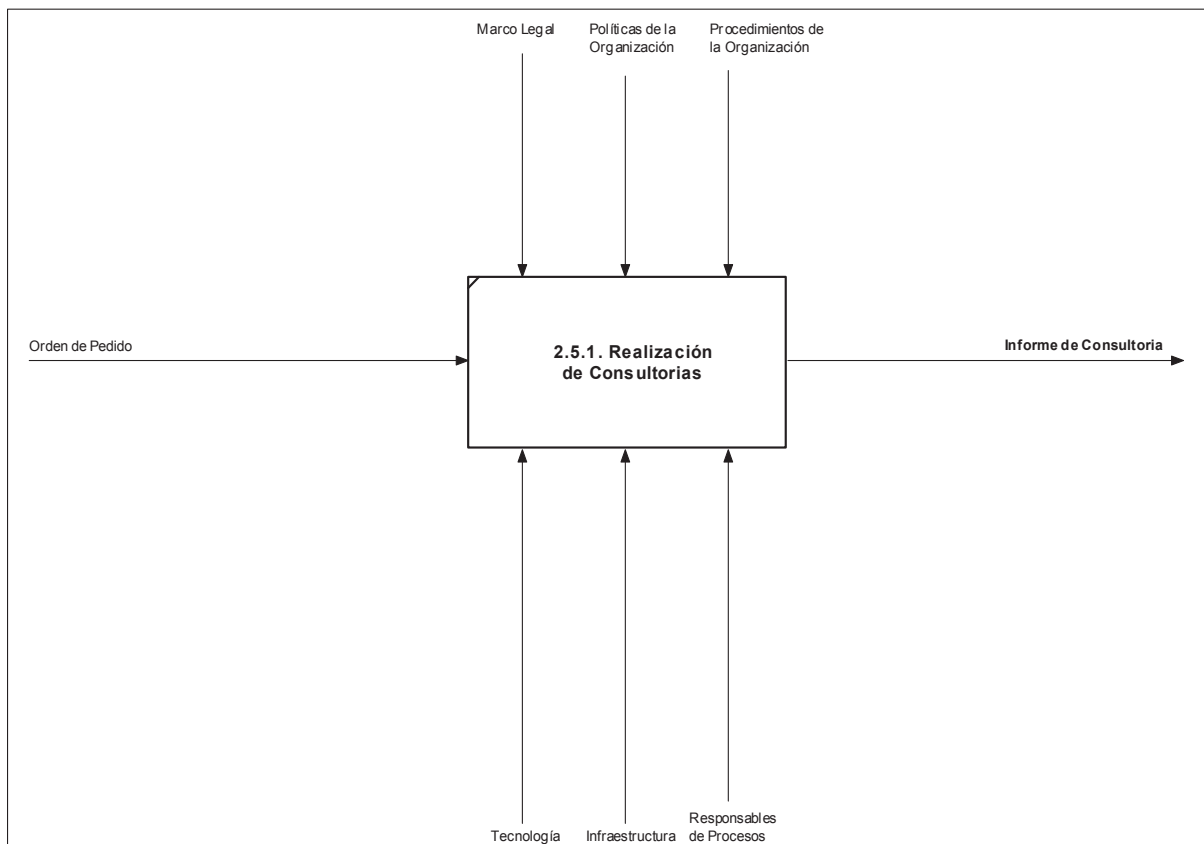 Marco Legal
Políticas de la
Organización
Procedimientos de
la Organización
Orden de Pedido
2.5.1. Realización
de Consultorias
Informe de Consultoria
Tecnología
Infraestructura
Responsables
de Procesos